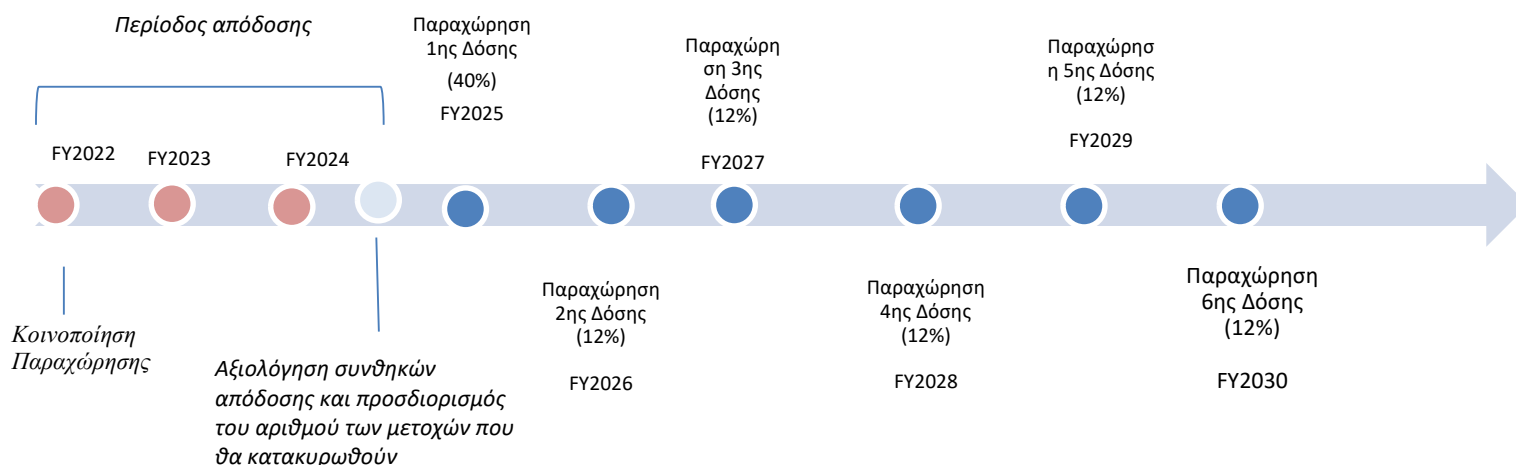 Περίοδος απόδοσης
Παραχώρηση
1ης Δόσης
(40%)
FY2025
Παραχώρη
ση 3ης
Δόσης
(12%)
FY2027
Παραχώρησ
η 5ης Δόσης
(12%)
FY2029
FY2022
FY2023
FY2024
Κοινοποίηση
Παραχώρησης
Αξιολόγηση συνθηκών
απόδοσης και προσδιορισμός
του αριθμού των μετοχών που
θα κατακυρωθούν
Παραχώρηση
2ης Δόσης
(12%)
FY2026
Παραχώρηση
4ης Δόσης
(12%)
FY2028
Παραχώρηση
6ης Δόσης
(12%)
FY2030